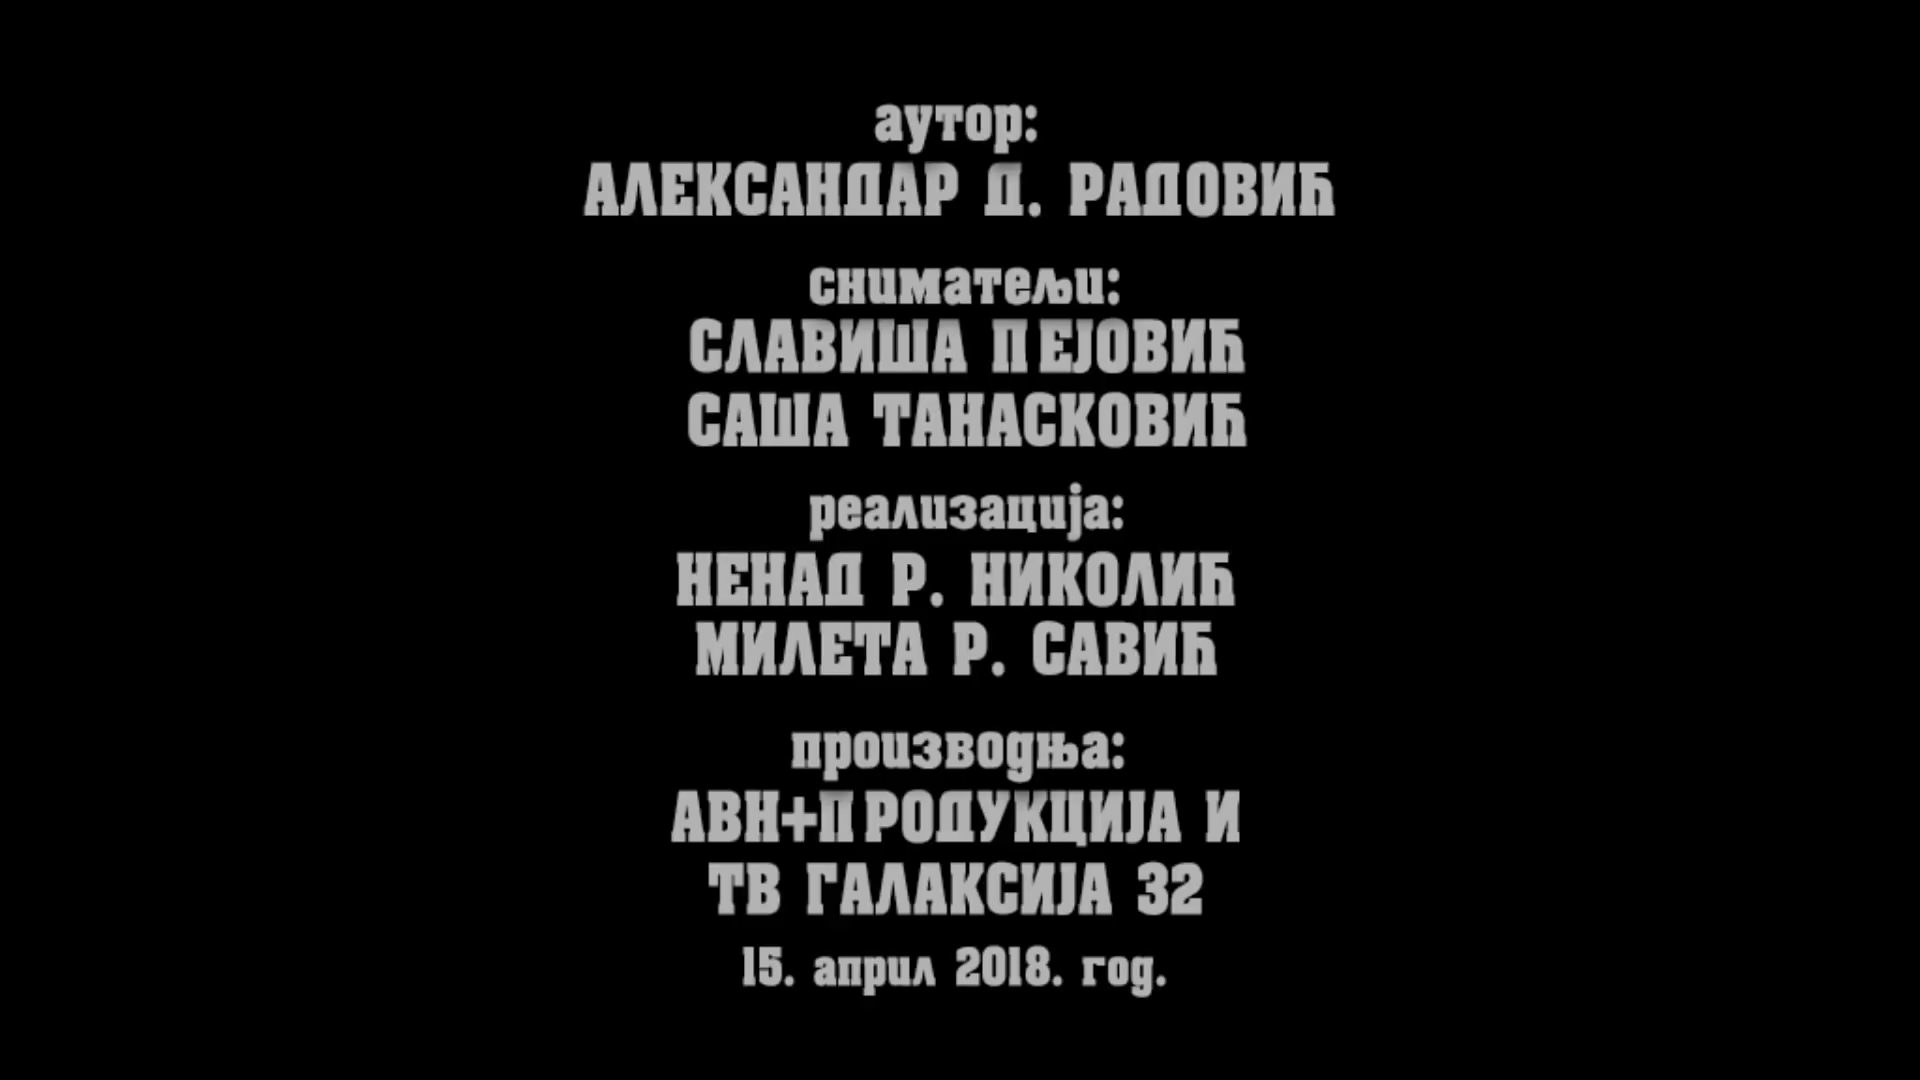 аутор:
АЛЕКСАНДАР Д. РАДОВИЋ
сниматељи:
СЛАВИША ПЕЈОВИЋ
САША ТАНАСКОВИЋ
реализација:
НЕНАД Р. НИКОЛИЋ
МИЛЕТА Р. САВИЋ
производња:
АВН+ПРОДУКЦИЈА И
ТВ ГАЛАКСИЈА 32
15. април 2018. год.